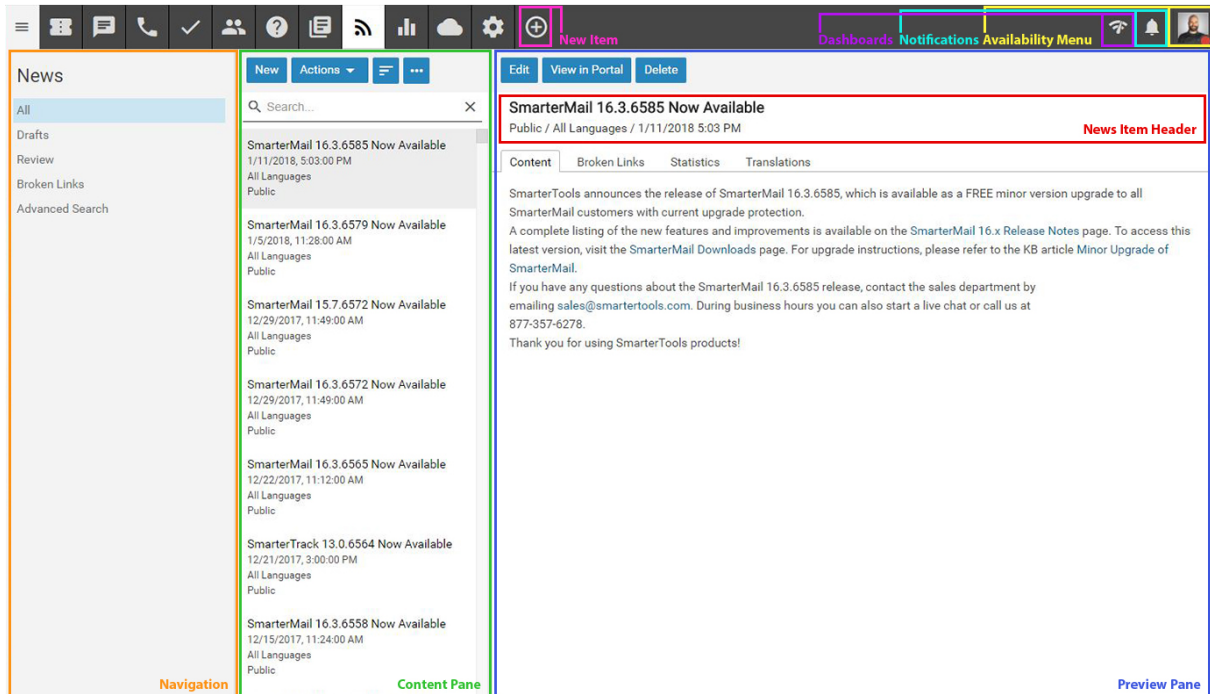 New Item
Dashboards
Notifications
Availability Menu
News
All
Drafts
Review
Broken Links
Advanced Search
Navigation
New
Actions
Search...
SmarterMail 16.3.6585 Now Available
1/11/2018, 5:03:00 PM
All Languages
Public
SmarterMail 16.3.6579 Now Available
1/5/2018, 11:28:00 AM
All Languages
Public
SmarterMail 15.7.6572 Now Available
12/29/2017, 11:49:00 AM
All Languages
Public
SmarterMail 16.3.6572 Now Available
12/29/2017, 11:49:00 AM
All Languages
Public
SmarterMail 16.3.6565 Now Available
12/22/2017, 11:12:00 AM
All Languages
Public
SmarterTrack 13.0.6564 Now Available
12/21/2017, 3:00:00 PM
All Languages
Public
SmarterMail 16.3.6558 Now Available
12/15/2017, 11:24:00 AM
All Languages
Public
Content Pane
Edit
View in Portal
Delete
SmarterMail 16.3.6585 Now Available
Public / All Languages / 1/11/2018 5:03 PM
News Item Header
Content
Broken Links
Statistics
Translations
SmarterTools announces the release of SmarterMail 16.3.6585, which is available as a FREE minor version upgrade to all
SmarterMail customers with current upgrade protection.
A complete listing of the new features and improvements is available on the SmarterMail 16.x Release Notes page. To access this
latest version, visit the SmarterMail Downloads page. For upgrade instructions, please refer to the KB article Minor Upgrade of
SmarterMail.
If you have any questions about the SmarterMail 16.3.6585 release, contact the sales department by
emailing sales@smartertools.com. During business hours you can also start a live chat or call us at
877-357-6278.
Thank you for using SmarterTools products!
Preview Pane